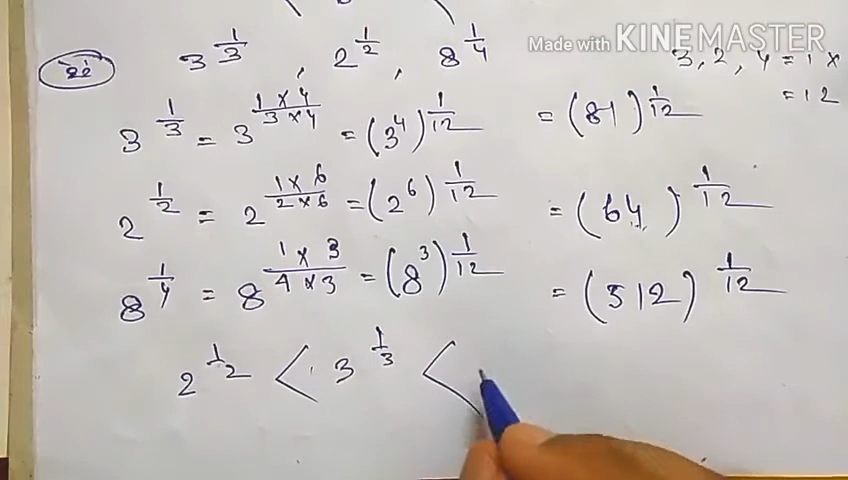 Made with KINEMASTER
3^{1/3}, 2^{1/2}, 8^{1/4}
3, 2, 4 = 1 ×
= 12
3^{1/3} = 3^{1×4/3×4} = (3^4)^{1/12} = (81)^{1/12}
2^{1/2} = 2^{1×6/2×6} = (2^6)^{1/12} = (64)^{1/12}
8^{1/4} = 8^{1×3/4×3} = (8^3)^{1/12} = (512)^{1/12}
2^{1/2} < 3^{1/3} <